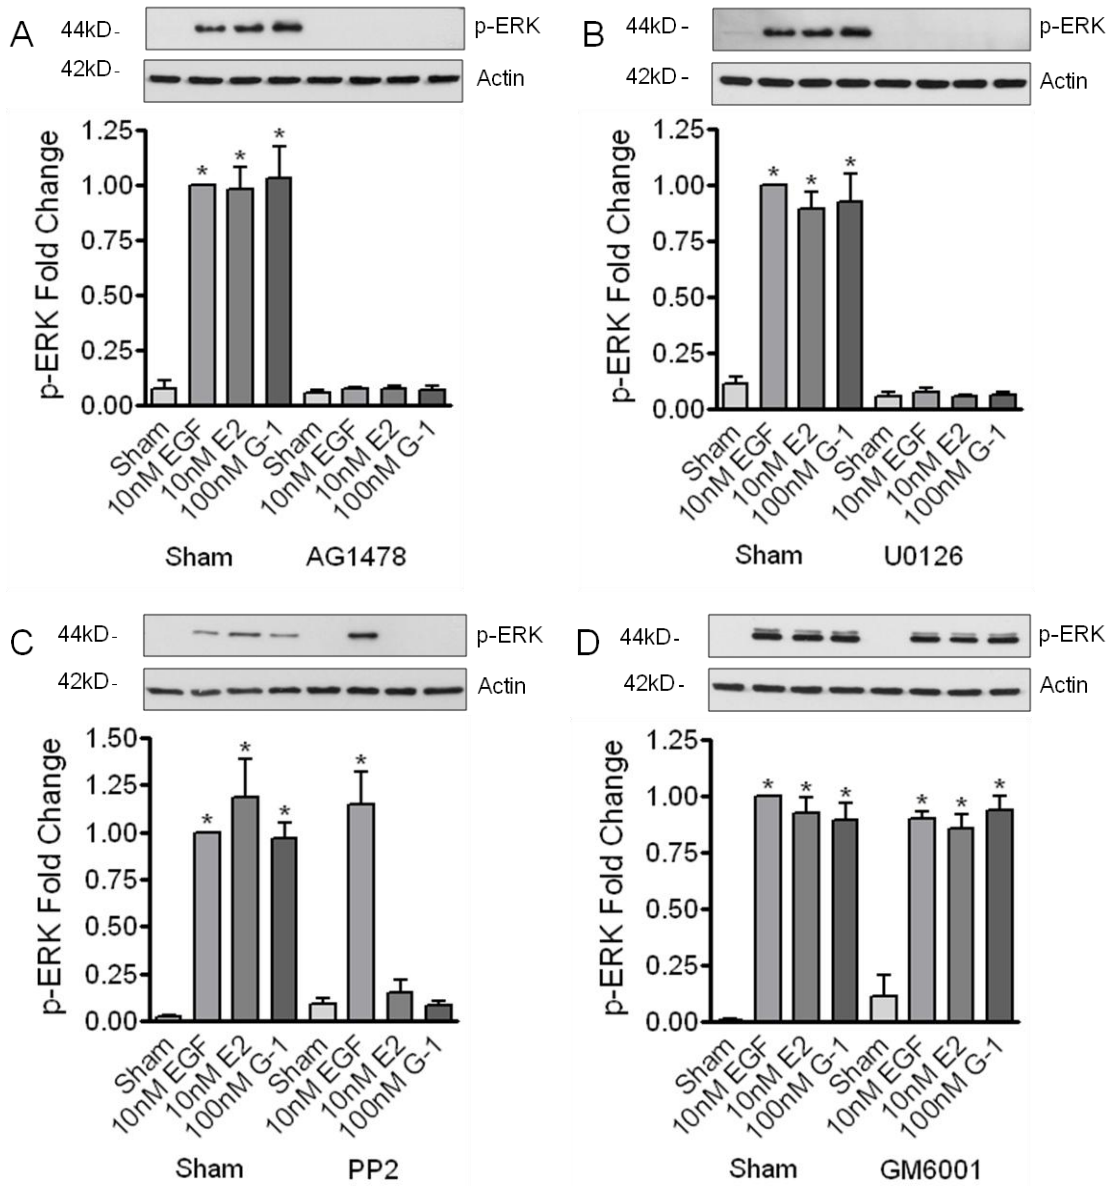 A
44kD-
p-ERK
42kD-
Actin
p-ERK Fold Change
1.25
1.00
0.75
0.50
0.25
0.00
*
*
*
Sham
10nM EGF
10nM E2
100nM G-1
Sham
10nM EGF
10nM E2
100nM G-1
Sham
AG1478
B
44kD -
p-ERK
42kD -
Actin
p-ERK Fold Change
1.25
1.00
0.75
0.50
0.25
0.00
*
*
*
Sham
10nM EGF
10nM E2
100nM G-1
Sham
10nM EGF
10nM E2
100nM G-1
Sham
U0126
C
44kD-
p-ERK
42kD-
Actin
p-ERK Fold Change
1.50
1.25
1.00
0.75
0.50
0.25
0.00
*
*
*
*
Sham
10nM EGF
10nM E2
100nM G-1
Sham
10nM EGF
10nM E2
100nM G-1
Sham
PP2
D
44kD-
p-ERK
42kD-
Actin
p-ERK Fold Change
1.25
1.00
0.75
0.50
0.25
0.00
*
*
*
*
*
*
Sham
10nM EGF
10nM E2
100nM G-1
Sham
10nM EGF
10nM E2
100nM G-1
Sham
GM6001